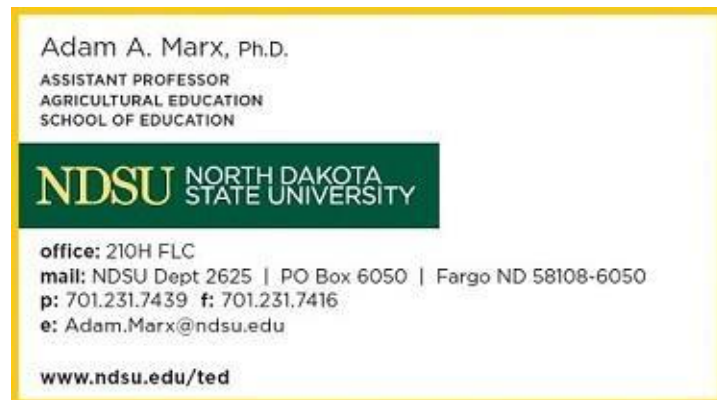 Adam A. Marx, Ph.D.
ASSISTANT PROFESSOR
AGRICULTURAL EDUCATION
SCHOOL OF EDUCATION
NDSU NORTH DAKOTA
STATE UNIVERSITY
office: 210H FLC
mail: NDSU Dept 2625 | PO Box 6050 | Fargo ND 58108-6050
p: 701.231.7439 f: 701.231.7416
e: Adam.Marx@ndsu.edu
www.ndsu.edu/ted